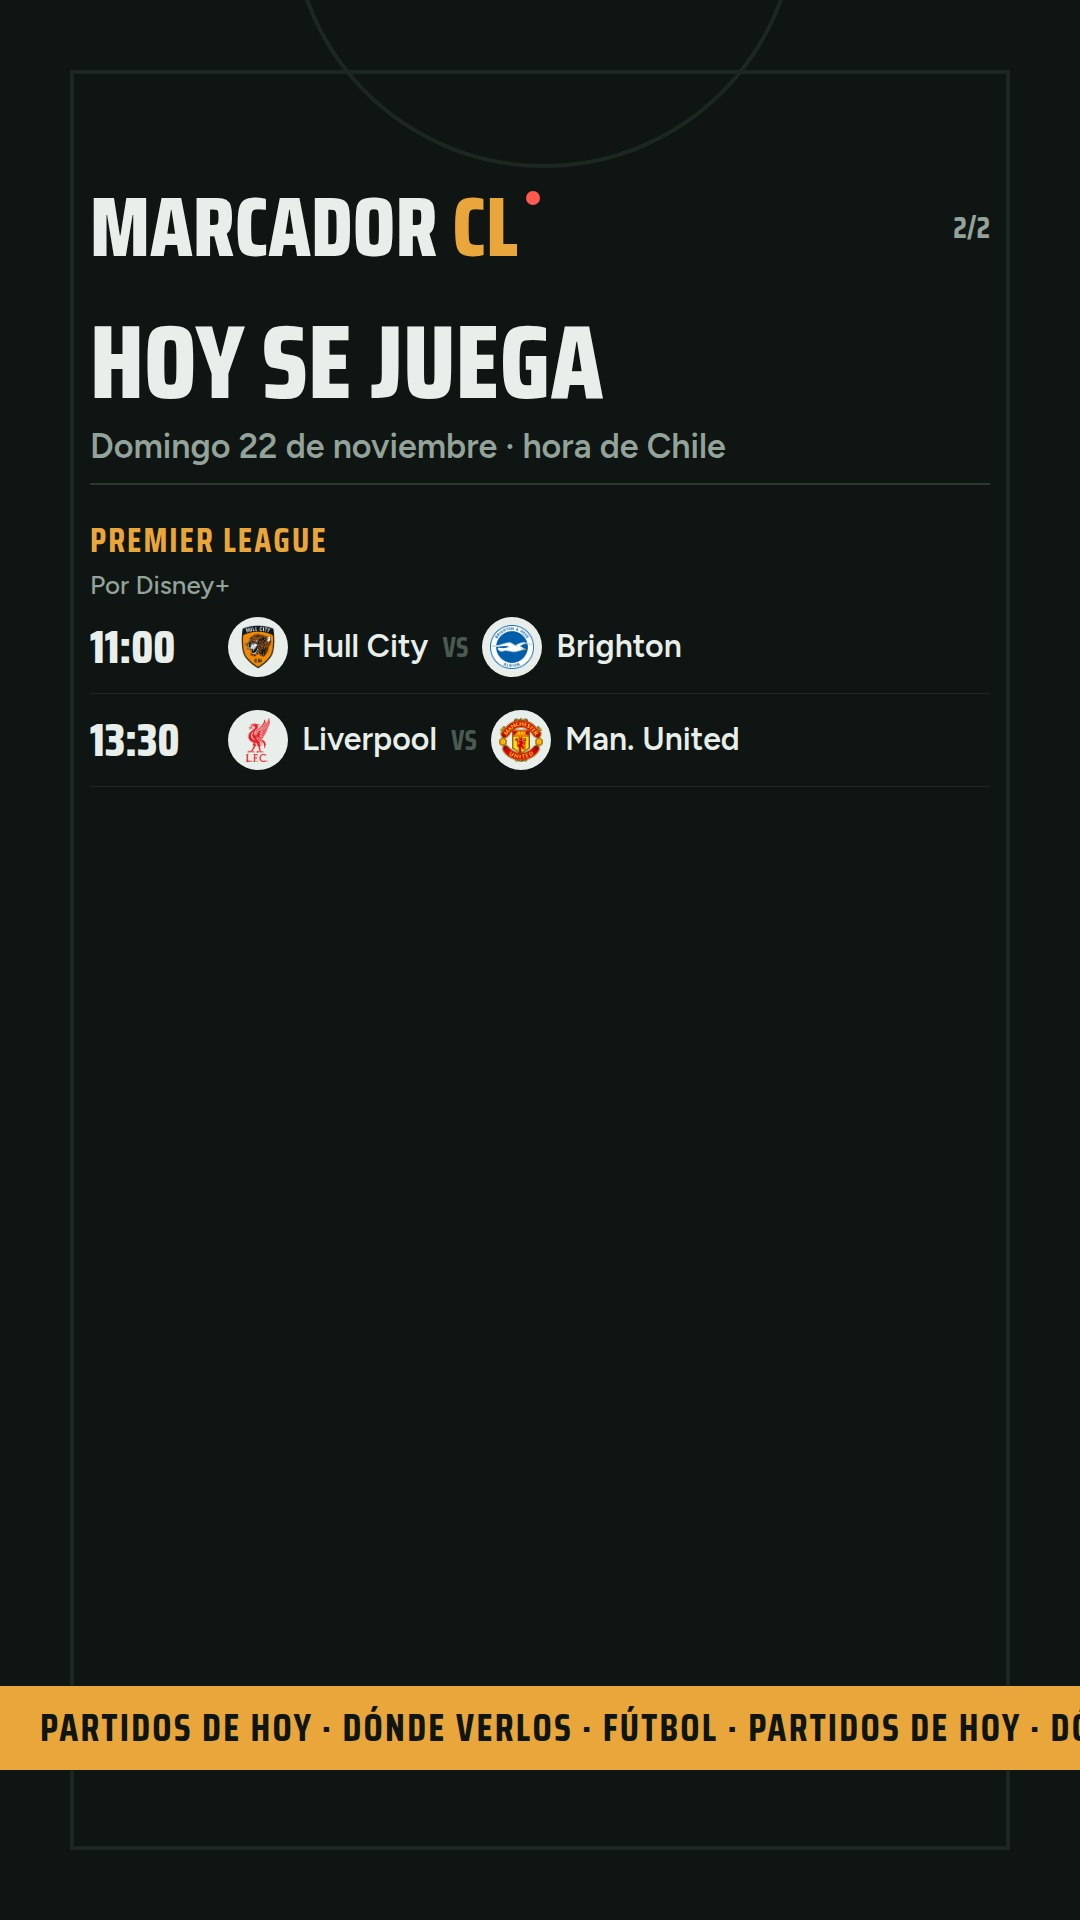 MARCADOR CL
2/2
HOY SE JUEGA
Domingo 22 de noviembre · hora de Chile
PREMIER LEAGUE
Por Disney+
11:00 Hull City VS Brighton
13:30 Liverpool VS Man. United
L.F.C.
PARTIDOS DE HOY · DÓNDE VERLOS · FÚTBOL · PARTIDOS DE HOY · DÓ